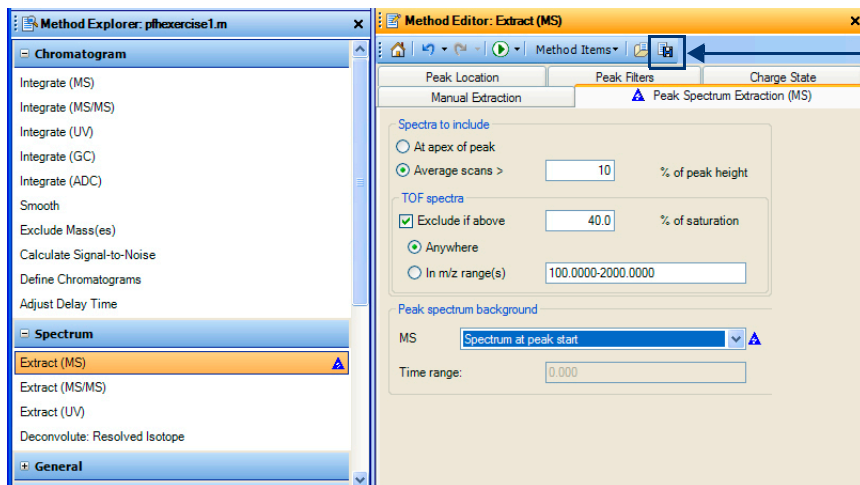 Method Explorer: pfhexercise1.m
Chromatogram
Integrate (MS)
Integrate (MS/MS)
Integrate (UV)
Integrate (GC)
Integrate (ADC)
Smooth
Exclude Mass(es)
Calculate Signal-to-Noise
Define Chromatograms
Adjust Delay Time
Spectrum
Extract (MS)
Extract (MS/MS)
Extract (UV)
Deconvolute: Resolved Isotope
General
Method Editor: Extract (MS)
Method Items
Peak Location Peak Filters Charge State
Manual Extraction Peak Spectrum Extraction (MS)
Spectra to include
At apex of peak
Average scans > 10 % of peak height
TOF spectra
Exclude if above 40.0 % of saturation
Anywhere
In m/z range(s) 100.0000-2000.0000
Peak spectrum background
MS Spectrum at peak start
Time range: 0.000